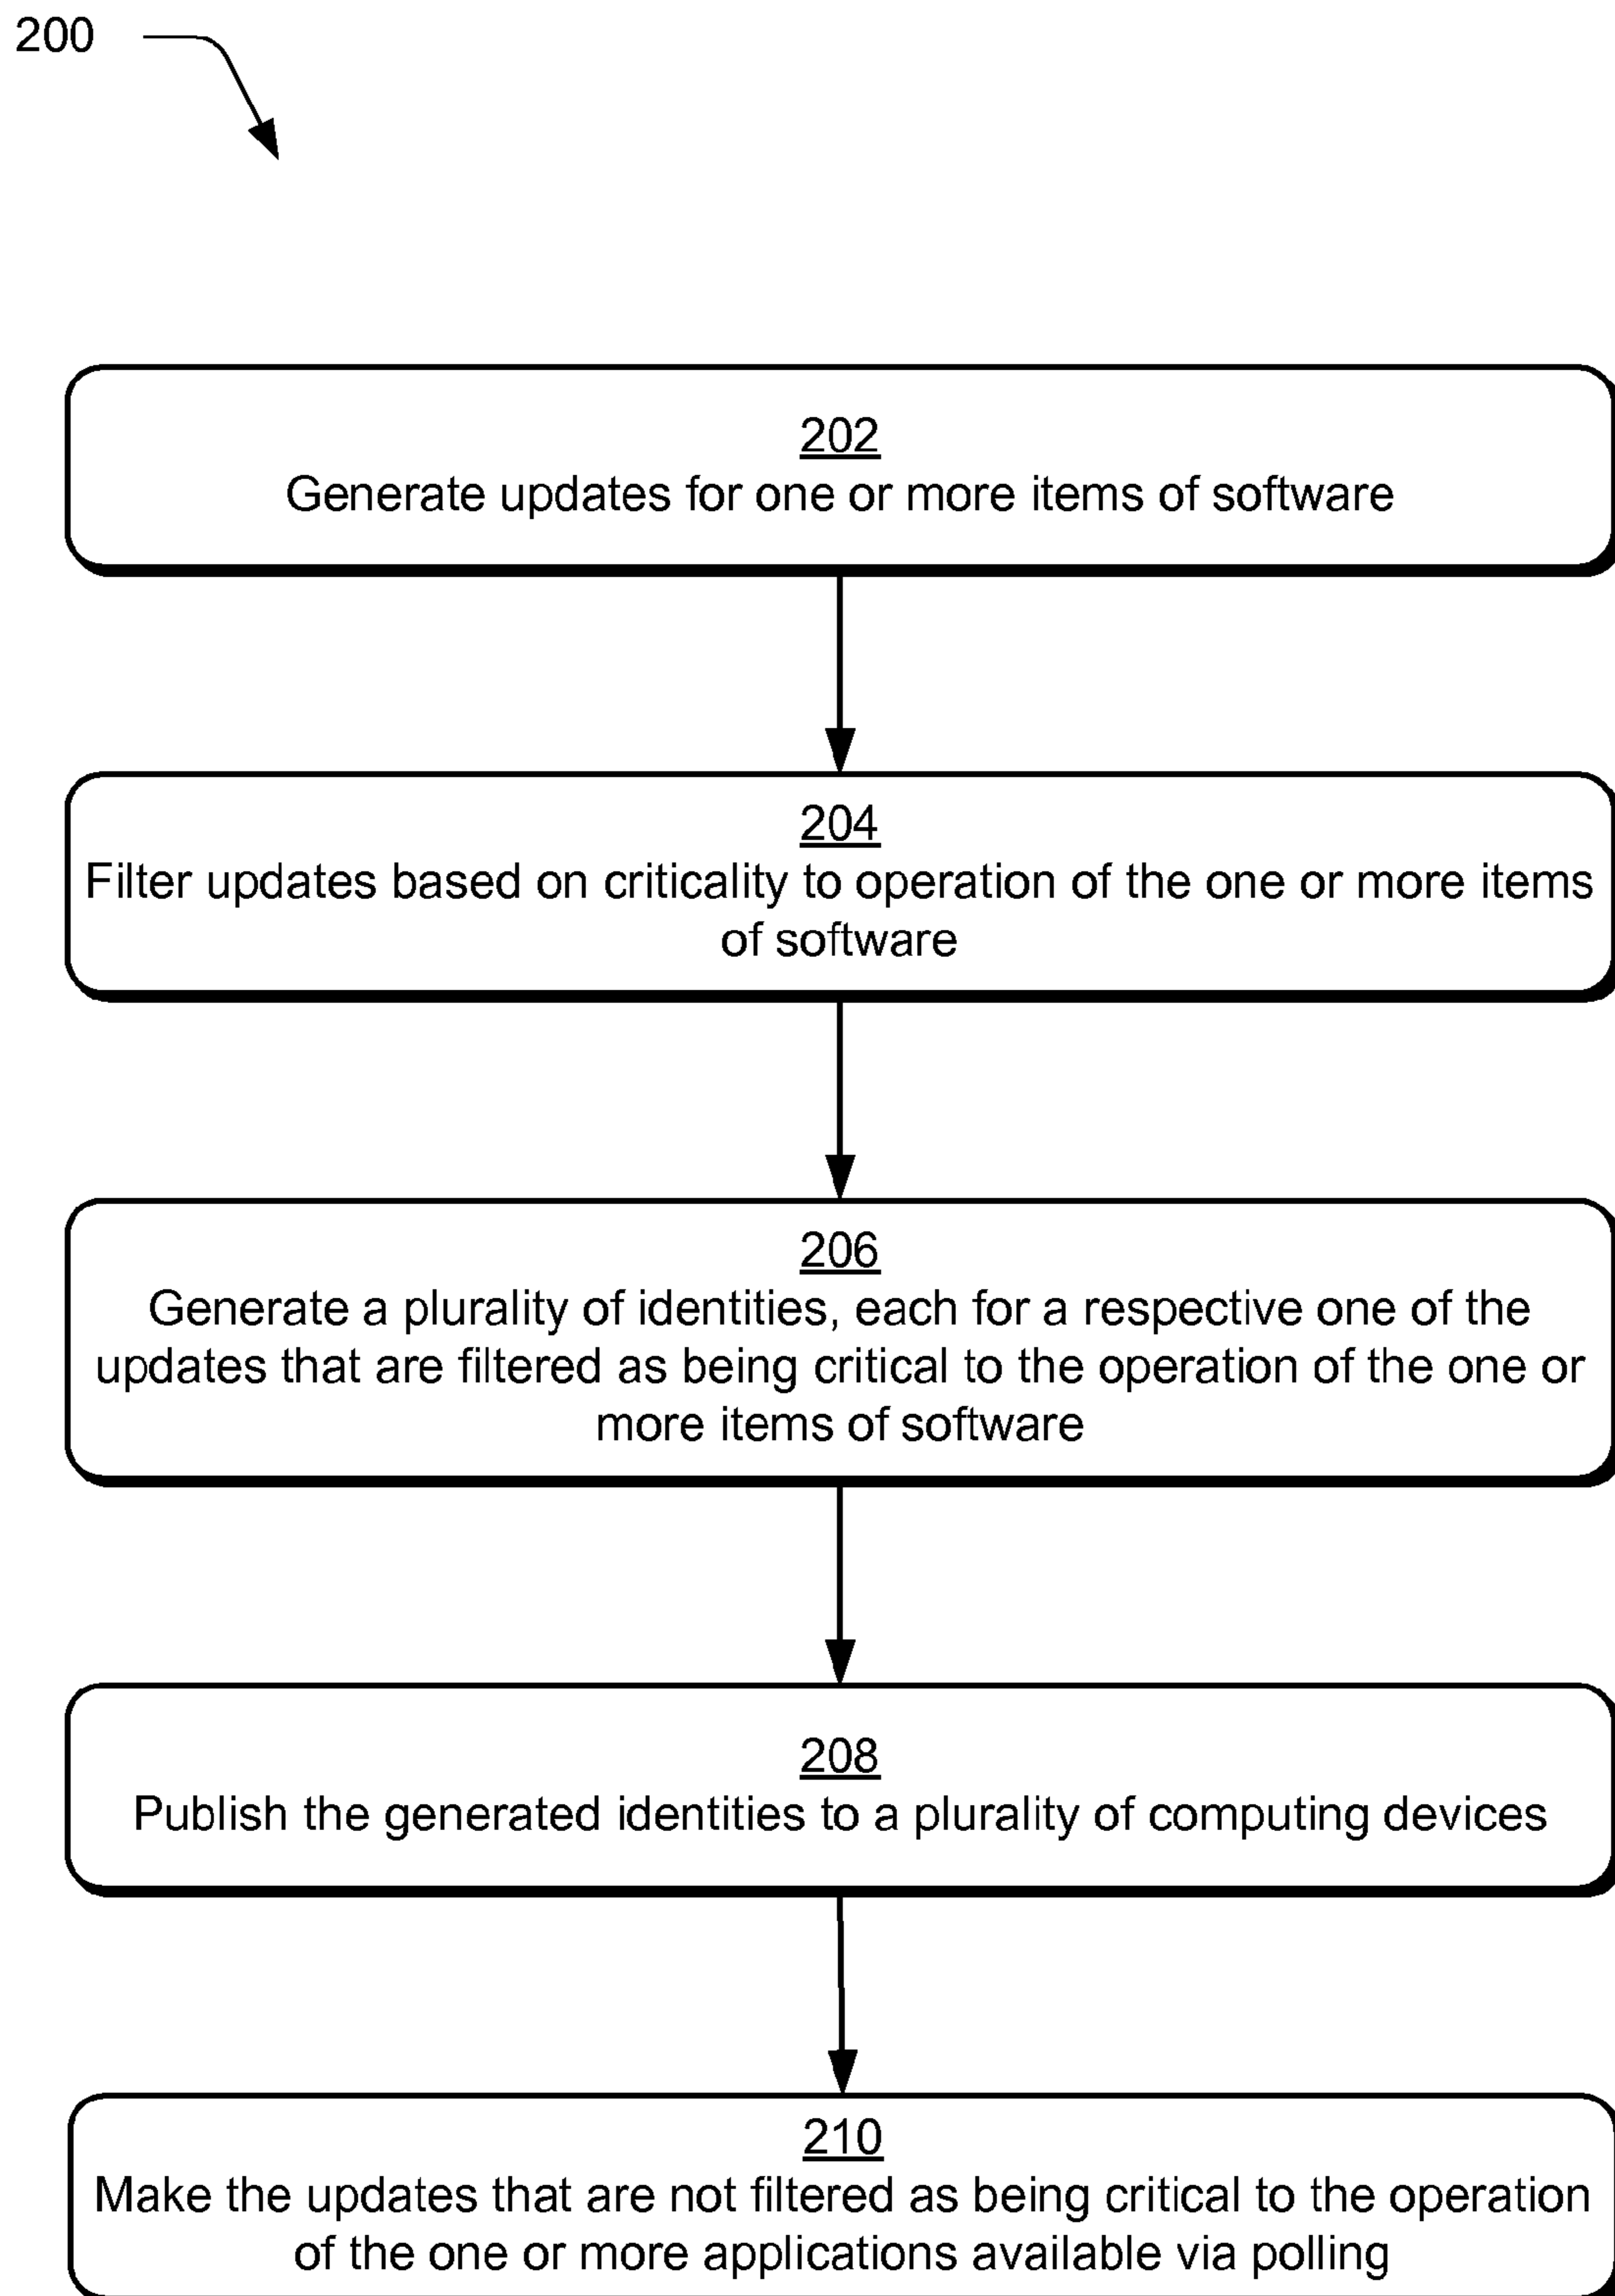 200
202
Generate updates for one or more items of software
204
Filter updates based on criticality to operation of the one or more items
of software
206
Generate a plurality of identities, each for a respective one of the
updates that are filtered as being critical to the operation of the one or
more items of software
208
Publish the generated identities to a plurality of computing devices
210
Make the updates that are not filtered as being critical to the operation
of the one or more applications available via polling